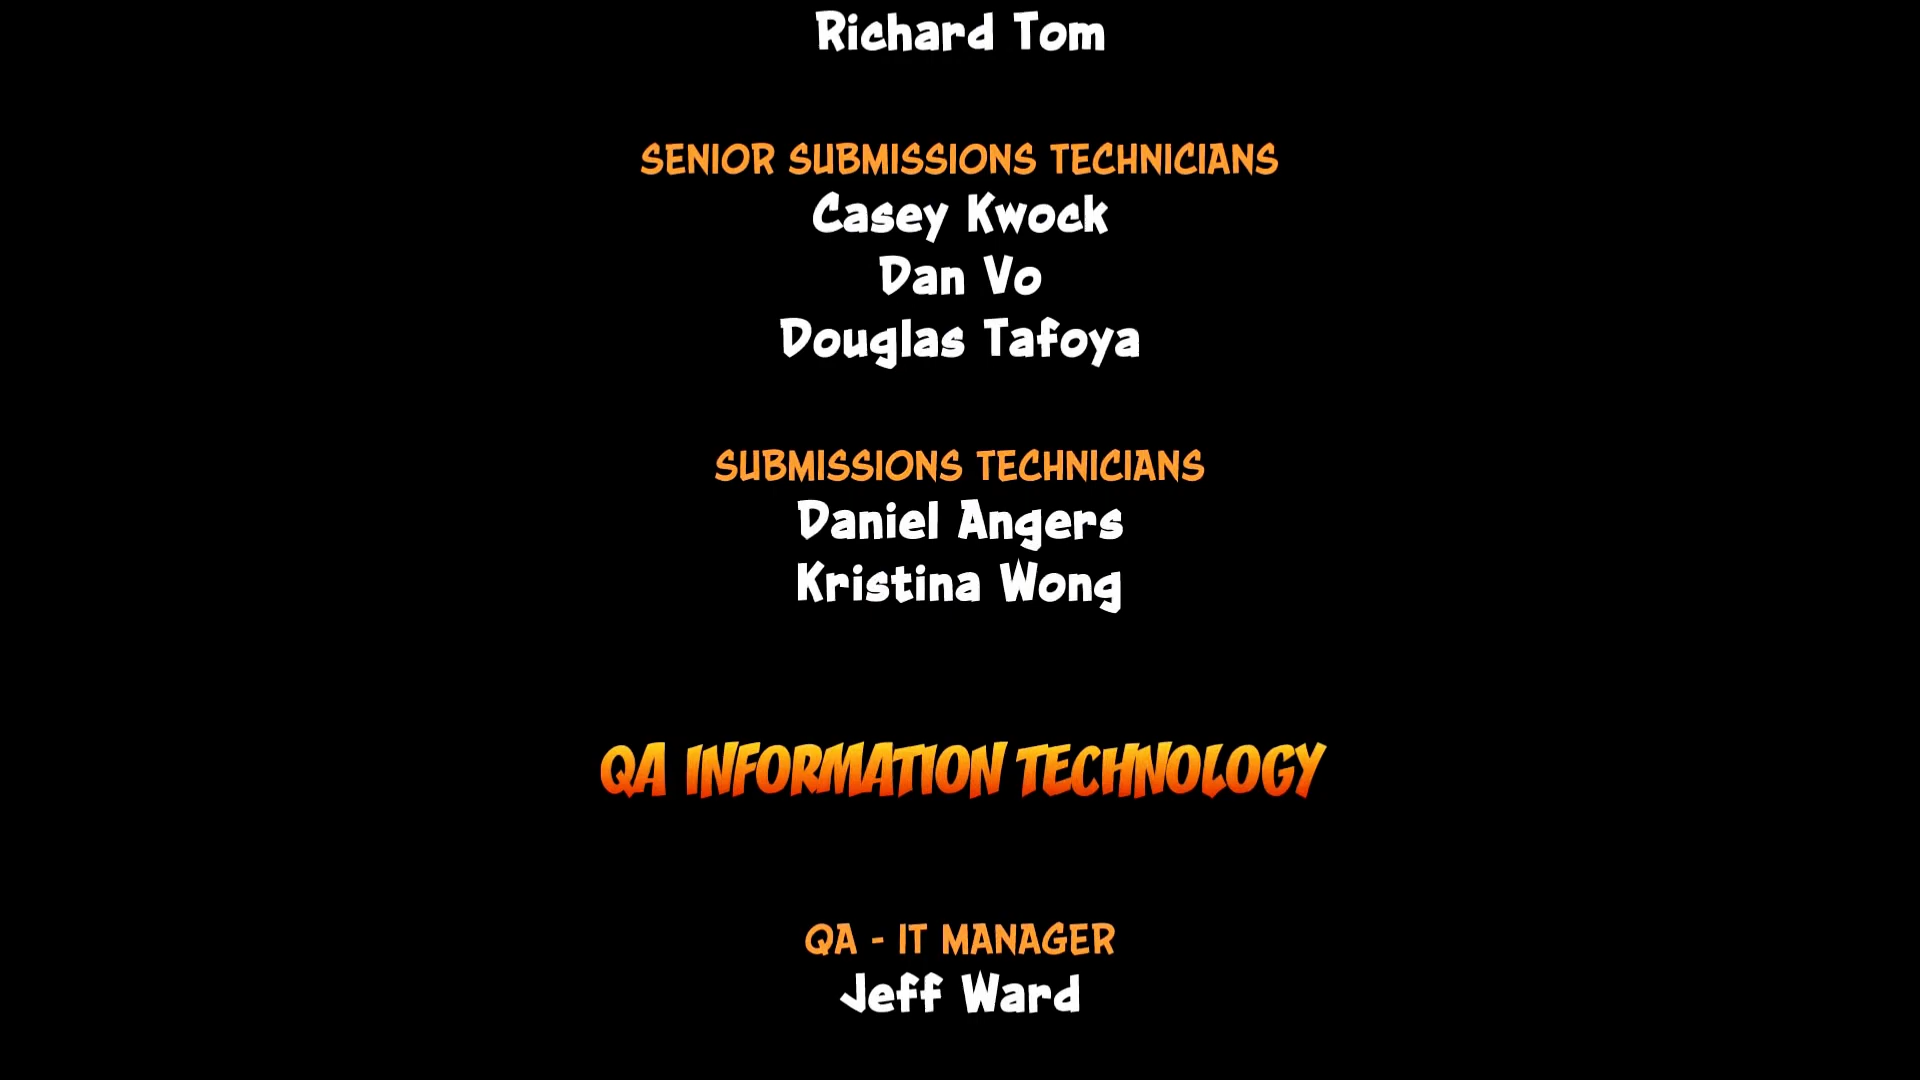 Richard Tom
SENIOR SUBMISSIONS TECHNICIANS
Casey Kwock
Dan Vo
Douglas Tafoya
SUBMISSIONS TECHNICIANS
Daniel Angers
Kristina Wong
QA INFORMATION TECHNOLOGY
QA - IT MANAGER
Jeff Ward